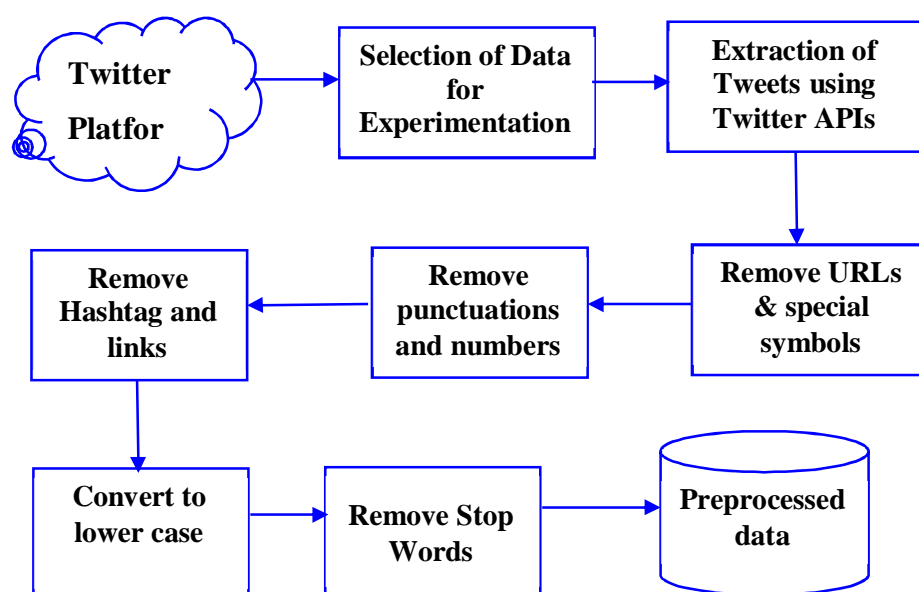 Twitter
Platfor
Selection of Data
for
Experimentation
Extraction of
Tweets using
Twitter APIs
Remove URLs
& special
symbols
Remove
punctuations
and numbers
Remove
Hashtag and
links
Convert to
lower case
Remove Stop
Words
Preprocessed
data